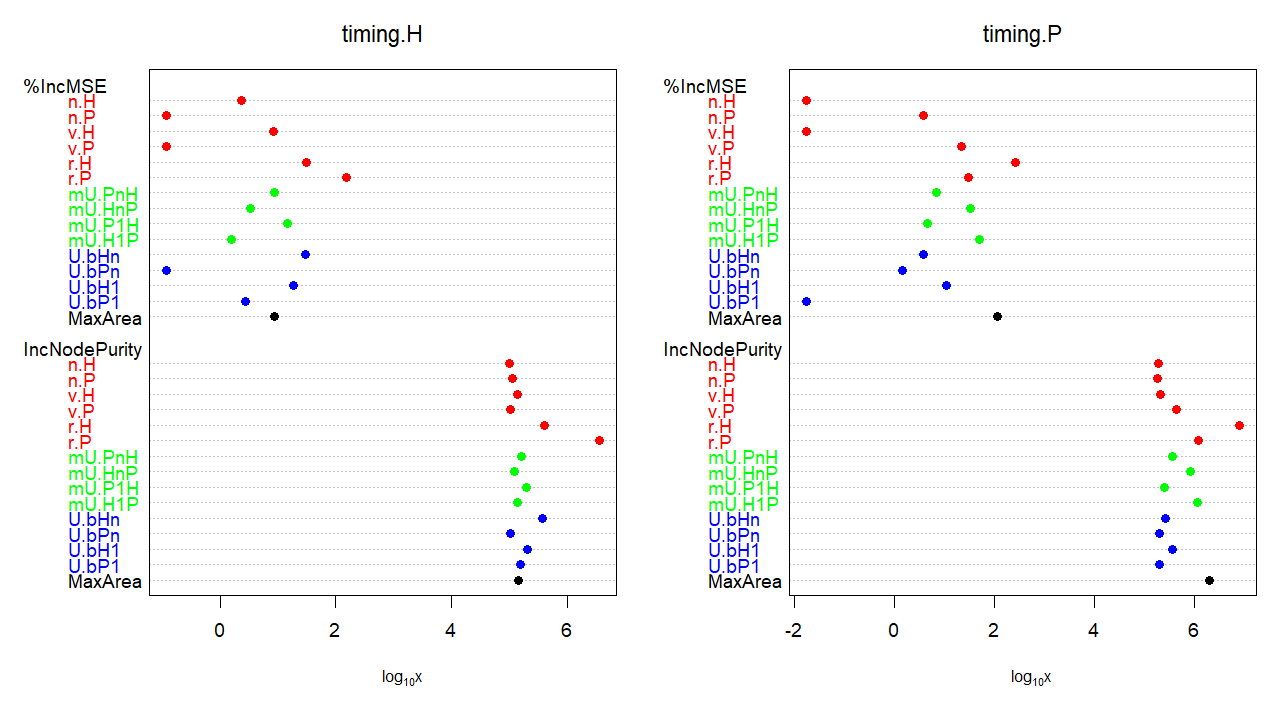 timing.H
%IncMSE
n.H
n.P
v.H
v.P
r.H
r.P
mU.PnH
mU.HnP
mU.P1H
mU.H1P
U.bHn
U.bPn
U.bH1
U.bP1
MaxArea
IncNodePurity
n.H
n.P
v.H
v.P
r.H
r.P
mU.PnH
mU.HnP
mU.P1H
mU.H1P
U.bHn
U.bPn
U.bH1
U.bP1
MaxArea
0 2 4 6
log10x
timing.P
%IncMSE
n.H
n.P
v.H
v.P
r.H
r.P
mU.PnH
mU.HnP
mU.P1H
mU.H1P
U.bHn
U.bPn
U.bH1
U.bP1
MaxArea
IncNodePurity
n.H
n.P
v.H
v.P
r.H
r.P
mU.PnH
mU.HnP
mU.P1H
mU.H1P
U.bHn
U.bPn
U.bH1
U.bP1
MaxArea
-2 0 2 4 6
log10x